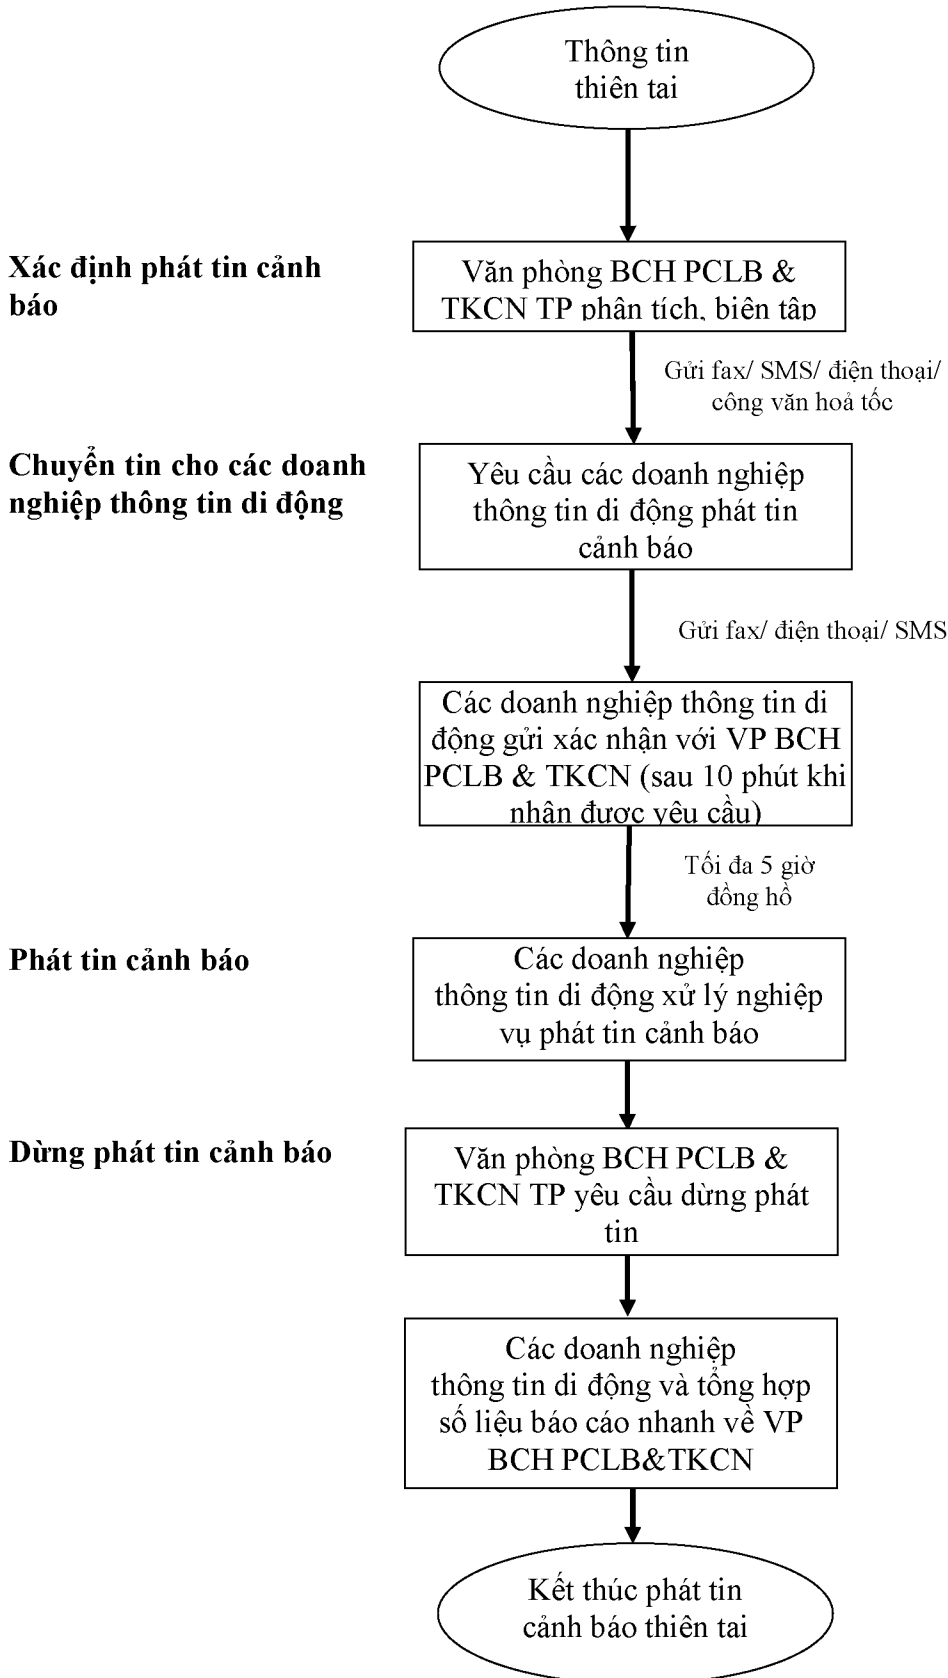 Thông tin
thiên tai
Xác định phát tin cảnh
báo
Văn phòng BCH PCLB &
TKCN TP phân tích, biên tập
Gửi fax/ SMS/ điện thoại/
công văn hoả tốc
Chuyển tin cho các doanh
nghiệp thông tin di động
Yêu cầu các doanh nghiệp
thông tin di động phát tin
cảnh báo
Gửi fax/ điện thoại/ SMS
Các doanh nghiệp thông tin di
động gửi xác nhận với VP BCH
PCLB & TKCN (sau 10 phút khi
nhận được yêu cầu)
Tối đa 5 giờ
đồng hồ
Phát tin cảnh báo
Các doanh nghiệp
thông tin di động xử lý nghiệp
vụ phát tin cảnh báo
Dừng phát tin cảnh báo
Văn phòng BCH PCLB &
TKCN TP yêu cầu dừng phát
tin
Các doanh nghiệp
thông tin di động và tổng hợp
số liệu báo cáo nhanh về VP
BCH PCLB&TKCN
Kết thúc phát tin
cảnh báo thiên tai